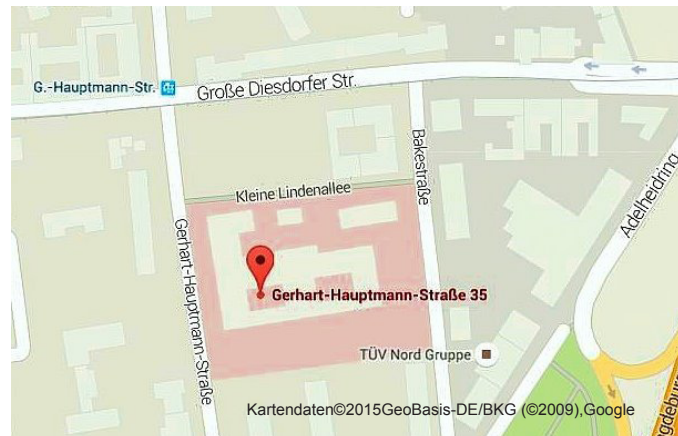 G.-Hauptmann-Str.
Große Diesdorfer Str.
Bakestraße
Adelheidring
Kleine Lindenallee
Gerhart-Hauptmann-Straße
Gerhart-Hauptmann-Straße 35
TÜV Nord Gruppe
Kartendaten©2015GeoBasis-DE/BKG (©2009),Google